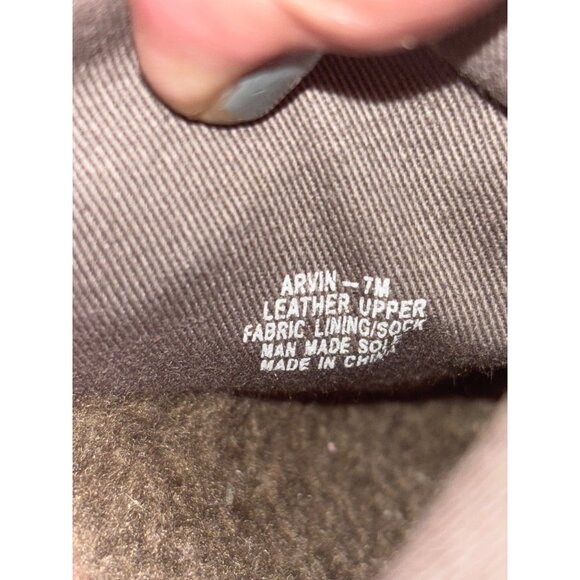 ARVIN – 7M
LEATHER UPPER
FABRIC LINING/SOCK
MAN MADE SOLE
MADE IN CHINA